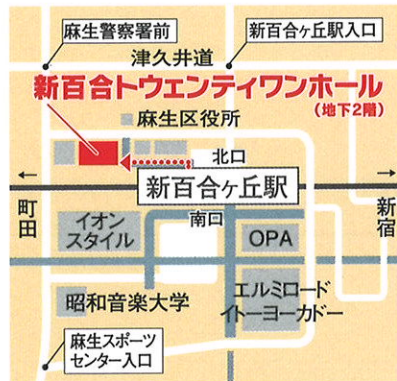 麻生警察署前
新百合ヶ丘駅入口
津久井道
新百合トウェンティワンホール
(地下2階)
麻生区役所
北口
←
→
新百合ヶ丘駅
町田
新宿
南口
イオン
スタイル
OPA
昭和音楽大学
エルミロード
イトーヨーカドー
麻生スポーツ
センター入口